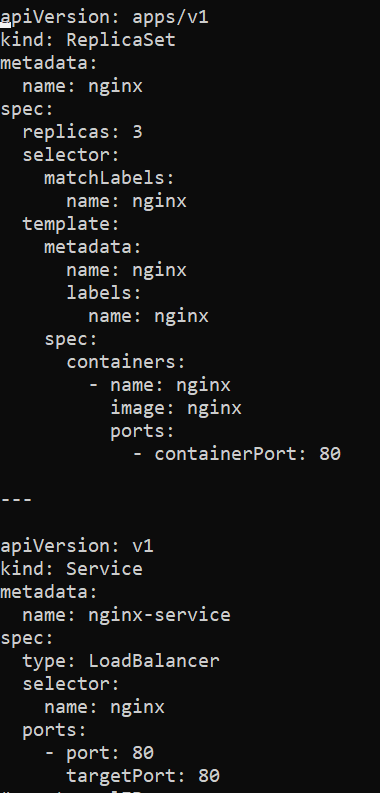 apiVersion: apps/v1
kind: ReplicaSet
metadata:
  name: nginx
spec:
  replicas: 3
  selector:
    matchLabels:
      name: nginx
  template:
    metadata:
      name: nginx
      labels:
        name: nginx
    spec:
      containers:
        - name: nginx
          image: nginx
          ports:
            - containerPort: 80

---

apiVersion: v1
kind: Service
metadata:
  name: nginx-service
spec:
  type: LoadBalancer
  selector:
    name: nginx
  ports:
    - port: 80
      targetPort: 80